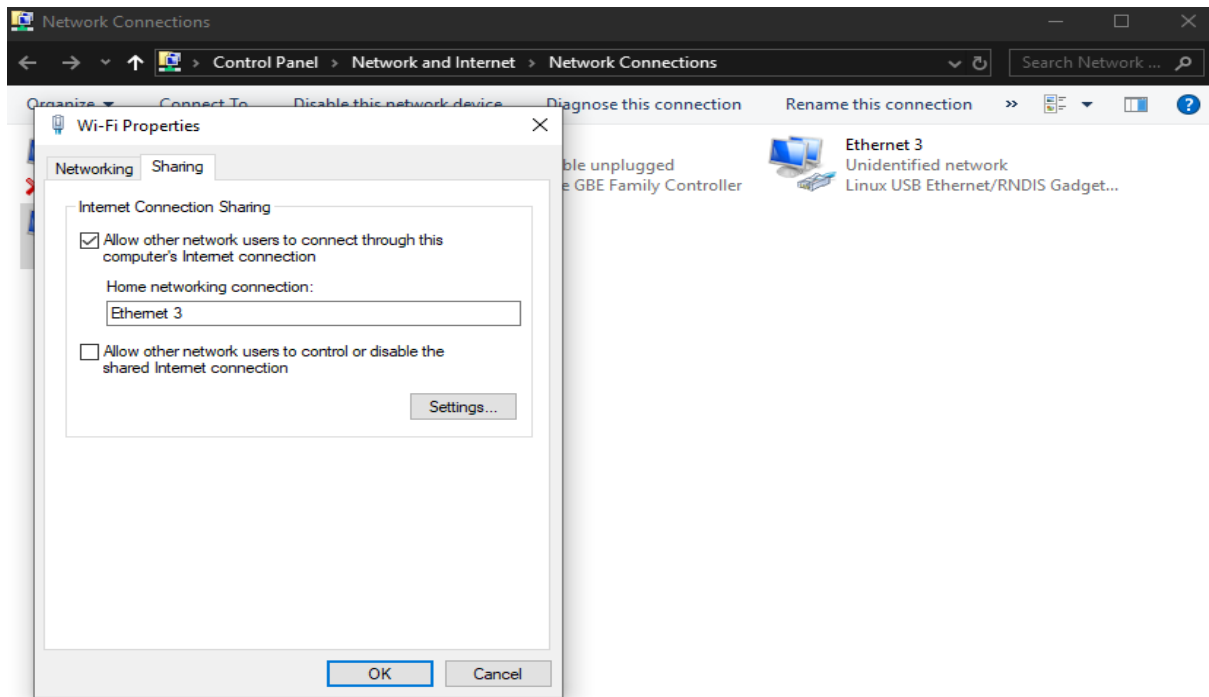 Network Connections
Control Panel › Network and Internet › Network Connections
Search Network ...
Organize Connect To Disable this network device Diagnose this connection Rename this connection »
Wi-Fi Properties
Networking Sharing
Internet Connection Sharing
Allow other network users to connect through this
computer's Internet connection
Home networking connection:
Ethernet 3
Allow other network users to control or disable the
shared Internet connection
Settings...
OK Cancel
ble unplugged
e GBE Family Controller
Ethernet 3
Unidentified network
Linux USB Ethernet/RNDIS Gadget...